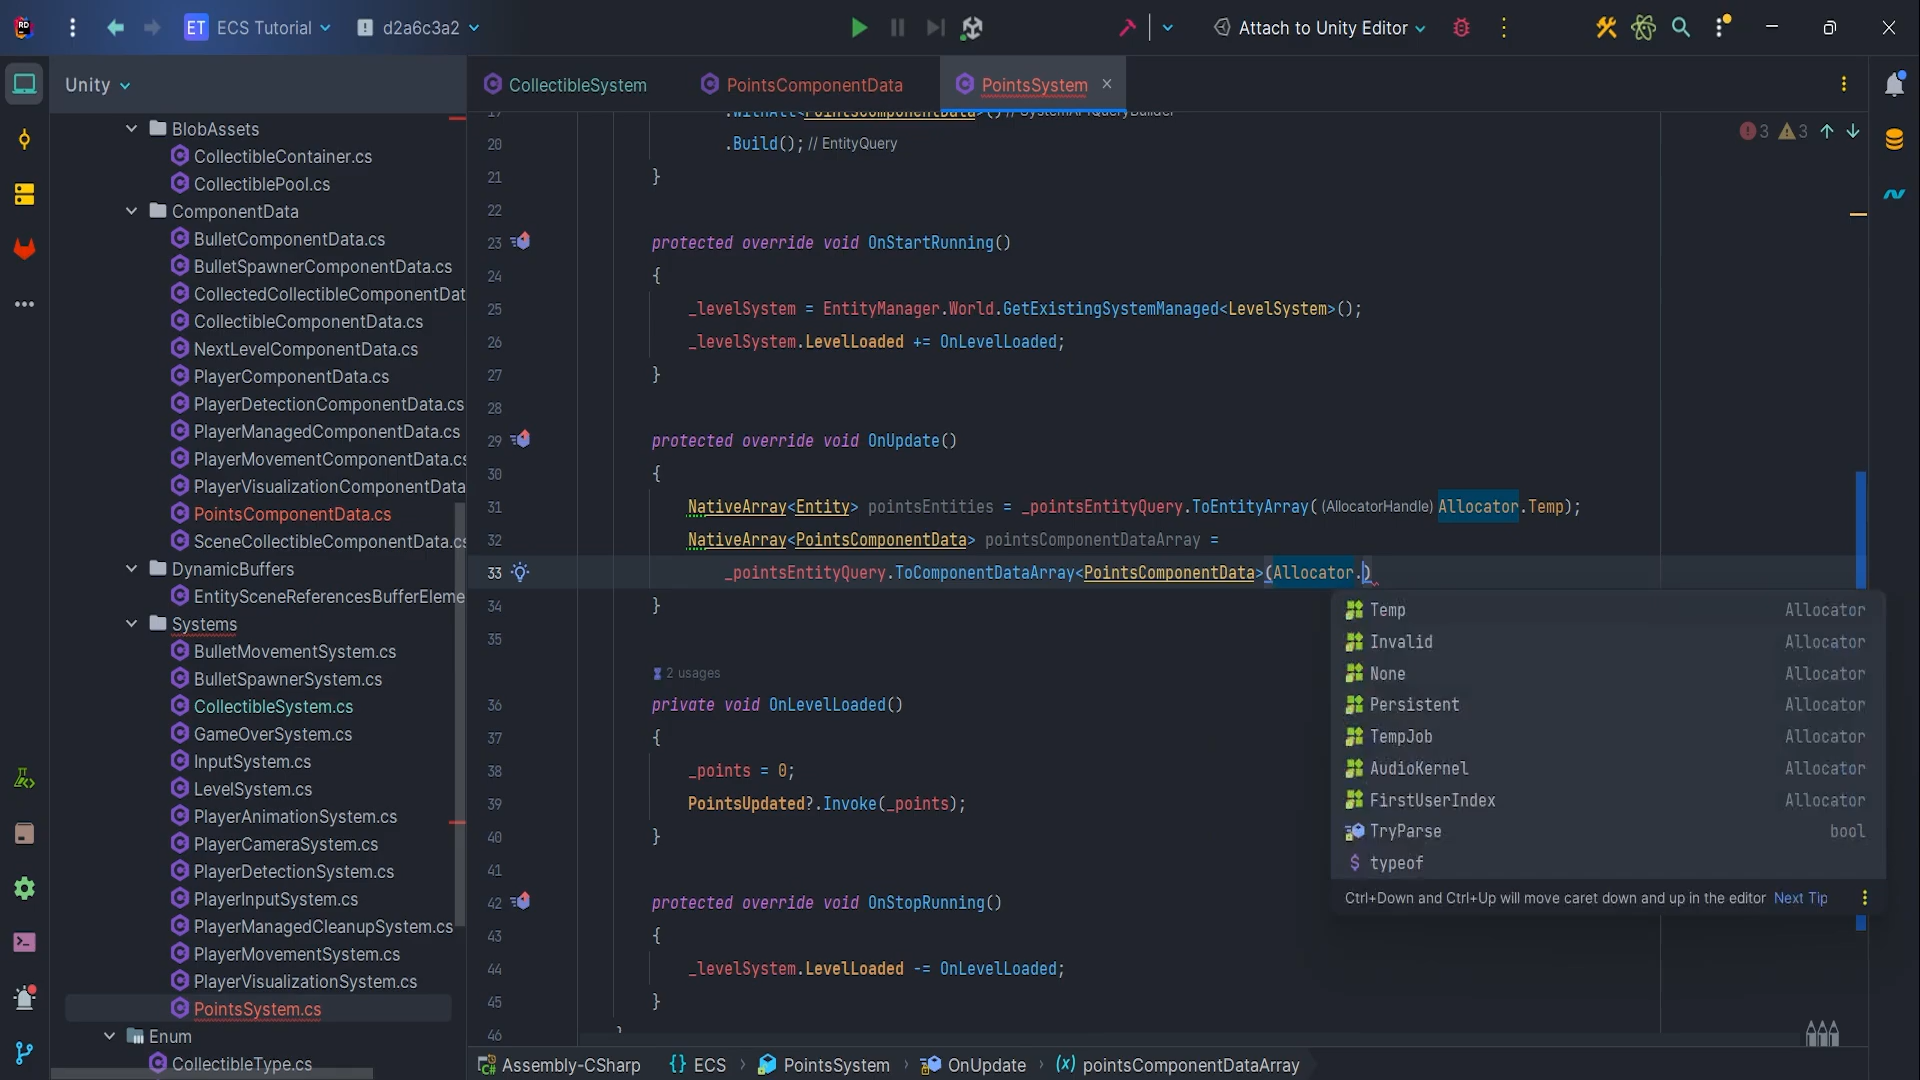 RD
ET ECS Tutorial
d2a6c3a2
Attach to Unity Editor
Unity
CollectibleSystem
PointsComponentData
PointsSystem
BlobAssets
CollectibleContainer.cs
CollectiblePool.cs
ComponentData
BulletComponentData.cs
BulletSpawnerComponentData.cs
CollectedCollectibleComponentDat
CollectibleComponentData.cs
NextLevelComponentData.cs
PlayerComponentData.cs
PlayerDetectionComponentData.cs
PlayerManagedComponentData.cs
PlayerMovementComponentData.cs
PlayerVisualizationComponentData
PointsComponentData.cs
SceneCollectibleComponentData.cs
DynamicBuffers
EntitySceneReferencesBufferEleme
Systems
BulletMovementSystem.cs
BulletSpawnerSystem.cs
CollectibleSystem.cs
GameOverSystem.cs
InputSystem.cs
LevelSystem.cs
PlayerAnimationSystem.cs
PlayerCameraSystem.cs
PlayerDetectionSystem.cs
PlayerInputSystem.cs
PlayerManagedCleanupSystem.cs
PlayerMovementSystem.cs
PlayerVisualizationSystem.cs
PointsSystem.cs
Enum
CollectibleType.cs
3 3
.WithAll<PointsComponentData>() // SystemAPIQueryBuilder
20 .Build(); // EntityQuery
21 }
22
23 protected override void OnStartRunning()
24 {
25 _levelSystem = EntityManager.World.GetExistingSystemManaged<LevelSystem>();
26 _levelSystem.LevelLoaded += OnLevelLoaded;
27 }
28
29 protected override void OnUpdate()
30 {
31 NativeArray<Entity> pointsEntities = _pointsEntityQuery.ToEntityArray((AllocatorHandle) Allocator.Temp);
32 NativeArray<PointsComponentData> pointsComponentDataArray =
33 _pointsEntityQuery.ToComponentDataArray<PointsComponentData>(Allocator.)
34 }
35
2 usages
36 private void OnLevelLoaded()
37 {
38 _points = 0;
39 PointsUpdated?.Invoke(_points);
40 }
41
42 protected override void OnStopRunning()
43 {
44 _levelSystem.LevelLoaded -= OnLevelLoaded;
45 }
46 }
Temp Allocator
Invalid Allocator
None Allocator
Persistent Allocator
TempJob Allocator
AudioKernel Allocator
FirstUserIndex Allocator
TryParse bool
typeof
Ctrl+Down and Ctrl+Up will move caret down and up in the editor Next Tip
Assembly-CSharp {} ECS PointsSystem OnUpdate (x) pointsComponentDataArray